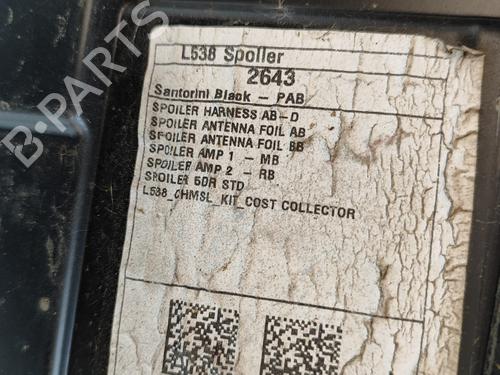 L538 Spoiler
2643
Santorini Black - PAB
SPOILER HARNESS AB-D
SPOILER ANTENNA FOIL AB
SPOILER ANTENNA FOIL BB
SPOILER AMP 1 - MB
SPOILER AMP 2 - RB
SPOILER 5DR STD
L538_CHMSL_KIT_COST COLLECTOR
B-PARTS